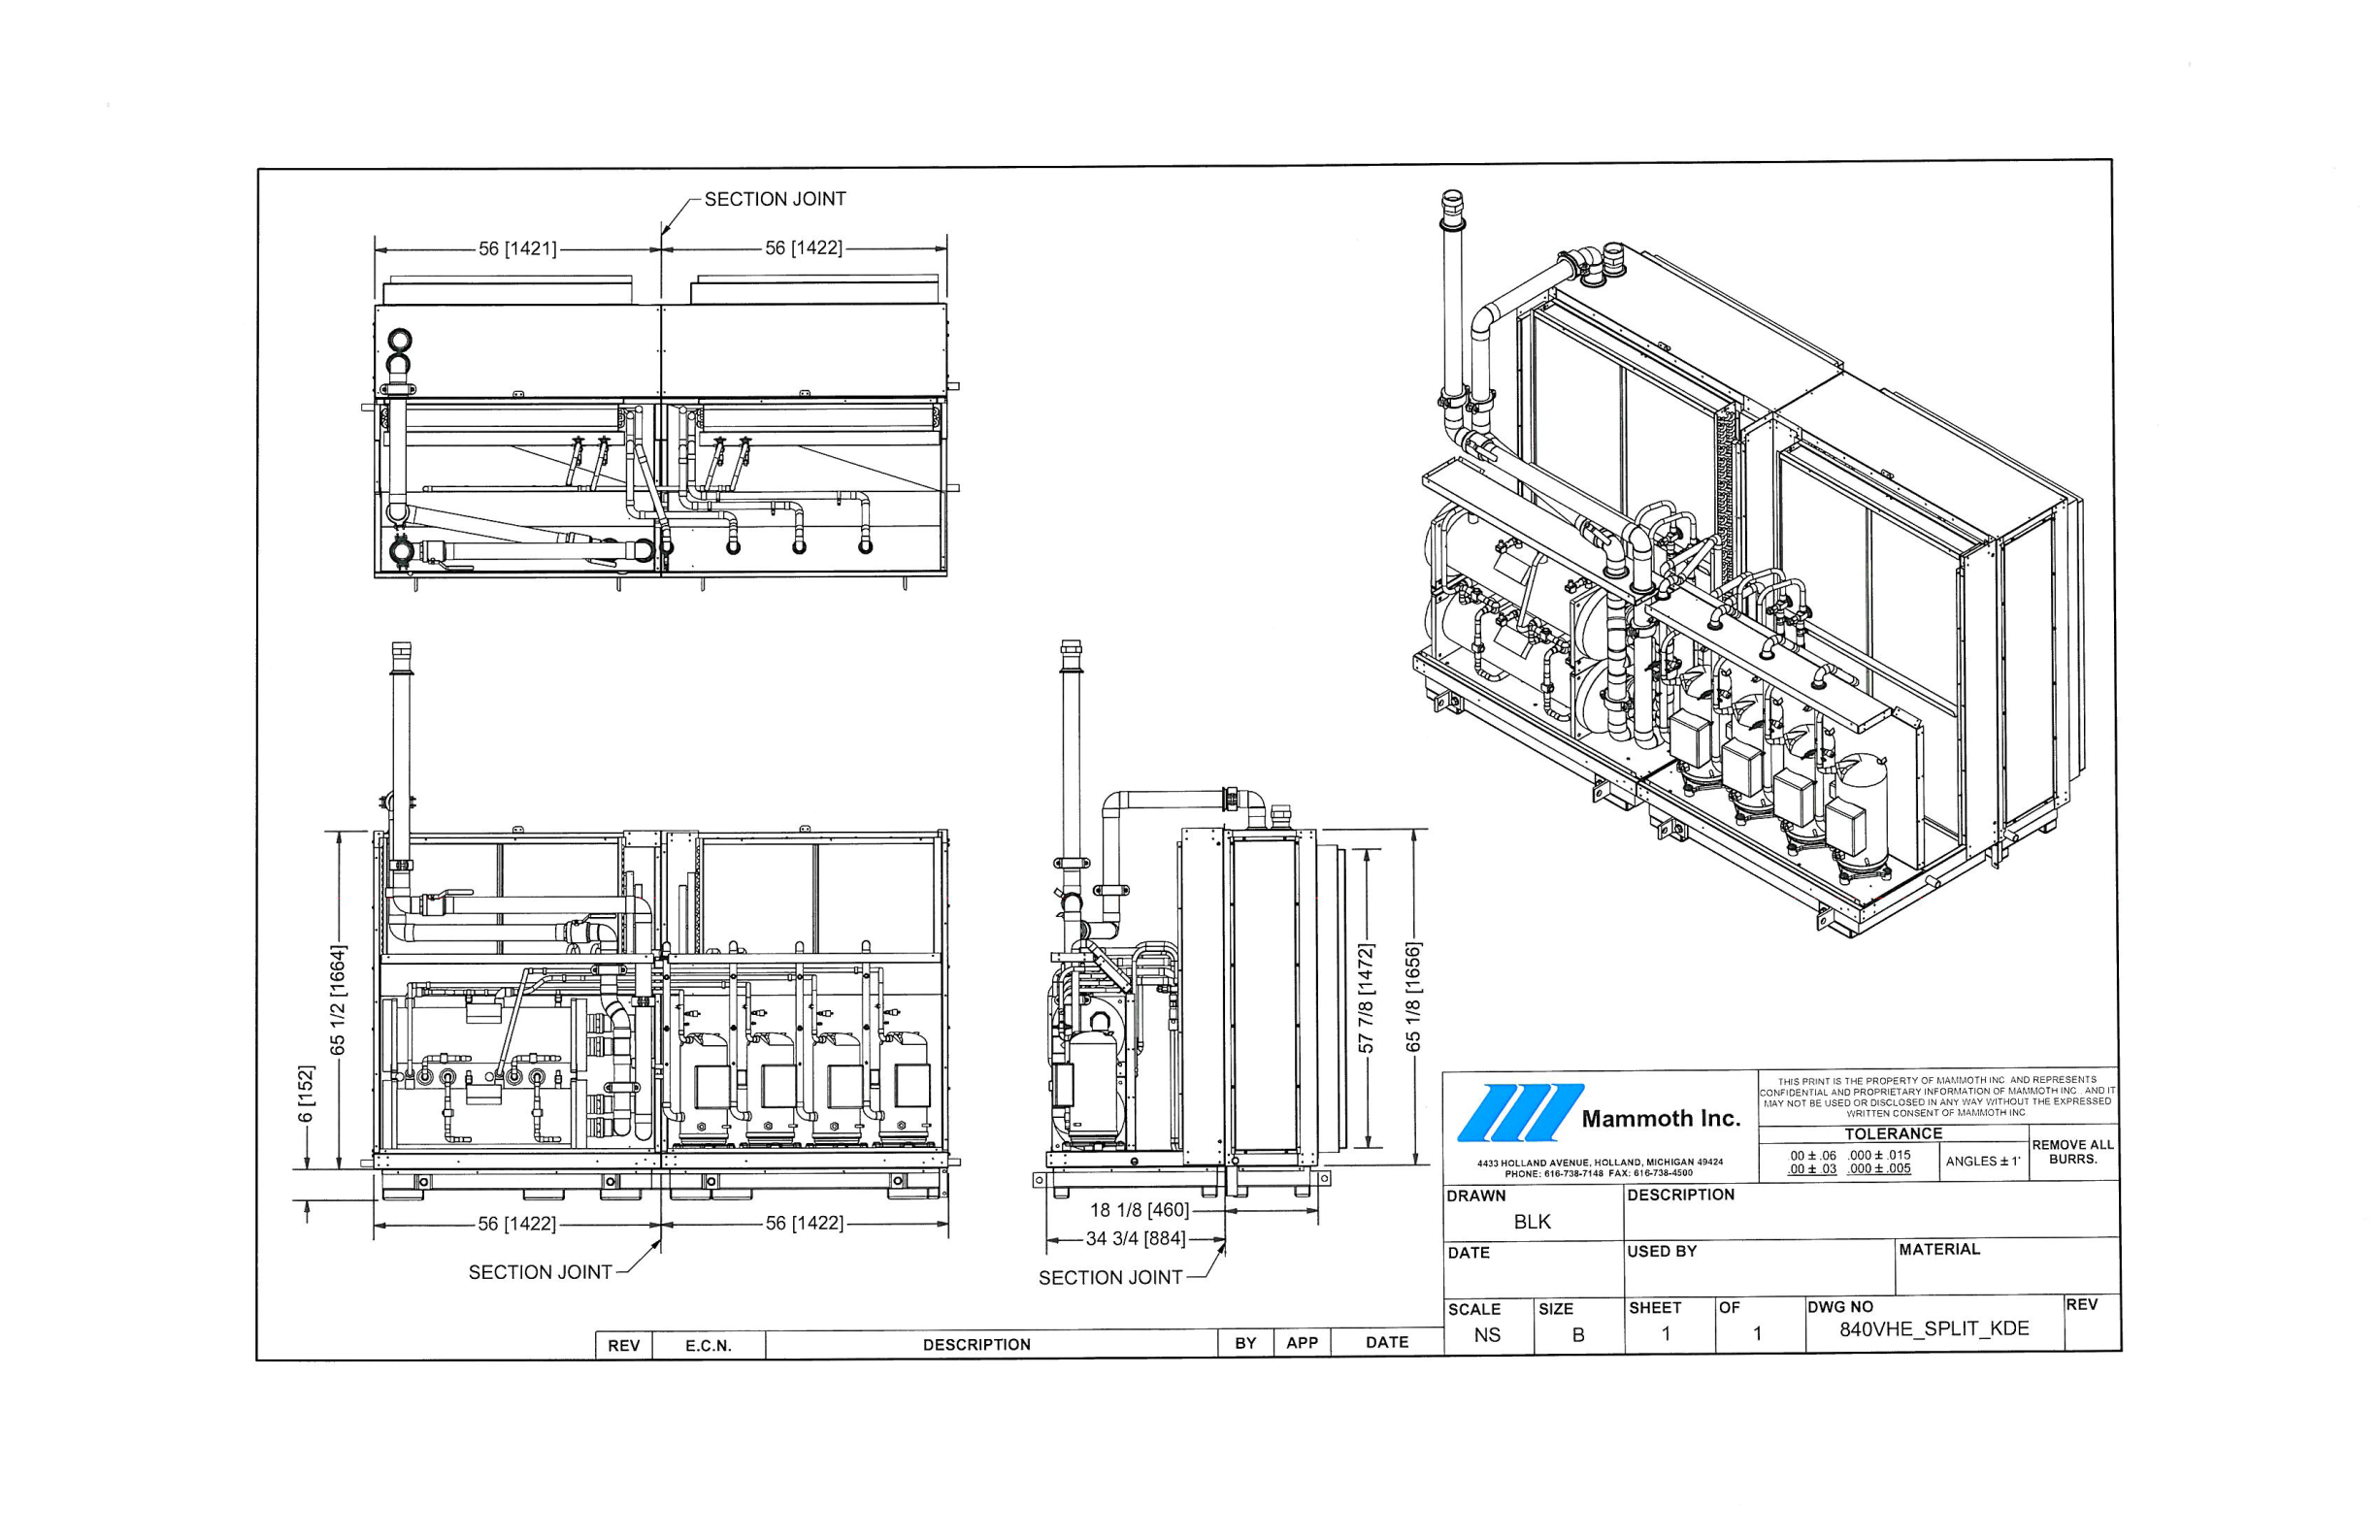 SECTION JOINT
56 [1421]
56 [1422]
6 [152]
65 1/2 [1664]
56 [1422]
56 [1422]
SECTION JOINT
57 7/8 [1472]
65 1/8 [1656]
18 1/8 [460]
34 3/4 [884]
SECTION JOINT
Mammoth Inc.
4433 HOLLAND AVENUE, HOLLAND, MICHIGAN 49424
PHONE: 616-738-7148 FAX: 616-738-4500
THIS PRINT IS THE PROPERTY OF MAMMOTH INC AND REPRESENTS
CONFIDENTIAL AND PROPRIETARY INFORMATION OF MAMMOTH INC. AND IT
MAY NOT BE USED OR DISCLOSED IN ANY WAY WITHOUT THE EXPRESSED
WRITTEN CONSENT OF MAMMOTH INC
TOLERANCE
00 ± .06 .000 ± .015
.00 ± .03 .000 ± .005
ANGLES ± 1°
REMOVE ALL
BURRS.
DRAWN
BLK
DESCRIPTION
DATE
USED BY
MATERIAL
SCALE
NS
SIZE
B
SHEET
1
OF
1
DWG NO
840VHE_SPLIT_KDE
REV
REV E.C.N. DESCRIPTION BY APP DATE